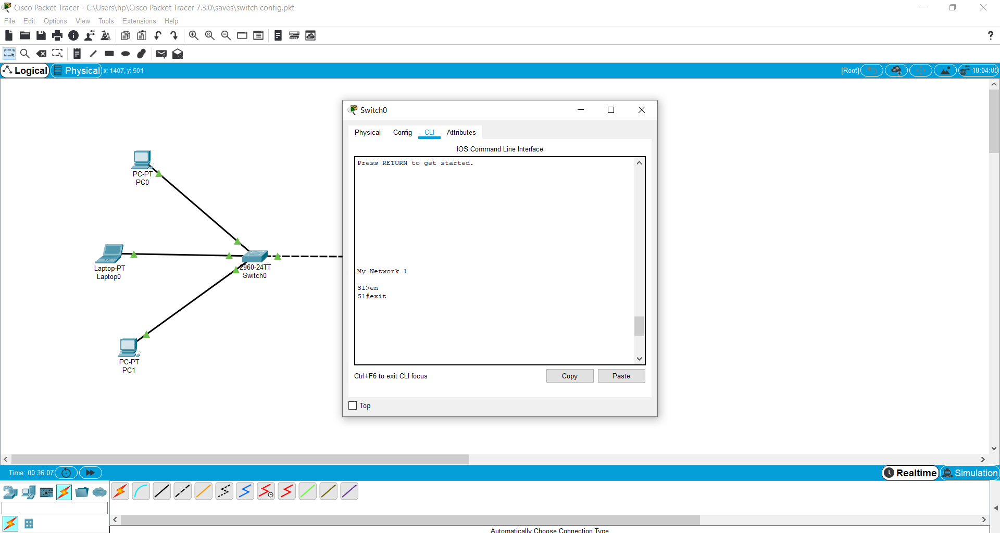 Cisco Packet Tracer - C:\Users\hp\Cisco Packet Tracer 7.3.0\saves\switch config.pkt
File Edit Options View Tools Extensions Help
?
Logical Physical x: 1407, y: 501 [Root] 18:04:00
Switch0
Physical Config CLI Attributes
IOS Command Line Interface
Press RETURN to get started.
My Network 1
S1>en
S1#exit
Ctrl+F6 to exit CLI focus
Copy Paste
Top
PC-PT
PC0
Laptop-PT
Laptop0
2960-24TT
Switch0
PC-PT
PC1
Time: 00:36:07 Realtime Simulation
Automatically Choose Connection Type